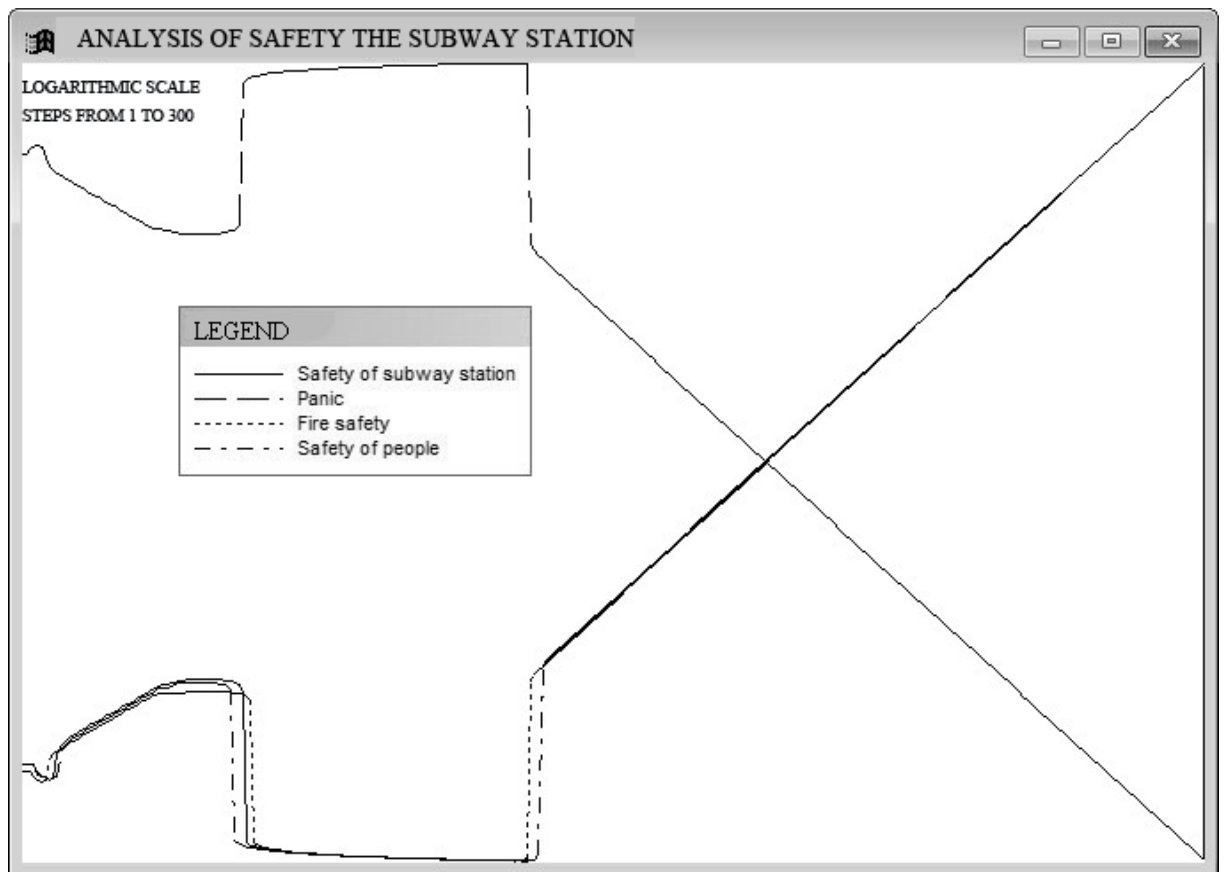 ANALYSIS OF SAFETY THE SUBWAY STATION
LOGARITHMIC SCALE
STEPS FROM 1 TO 300
LEGEND
Safety of subway station
Panic
Fire safety
Safety of people